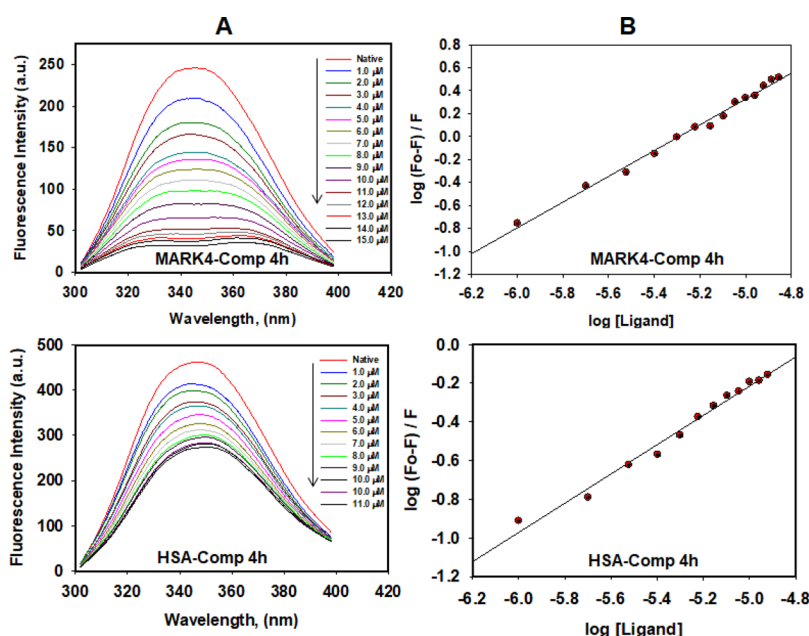 A
B
Fluorescence Intensity (a.u.)
250
200
150
100
50
0
300 320 340 360 380 400 420
Wavelength, (nm)
MARK4-Comp 4h
Native
1.0 µM
2.0 µM
3.0 µM
4.0 µM
5.0 µM
6.0 µM
7.0 µM
8.0 µM
9.0 µM
10.0 µM
11.0 µM
12.0 µM
13.0 µM
14.0 µM
15.0 µM
log (Fo-F) / F
0.8
0.6
0.4
0.2
0.0
-0.2
-0.4
-0.6
-0.8
-1.0
-1.2
-6.2 -6.0 -5.8 -5.6 -5.4 -5.2 -5.0 -4.8
log [Ligand]
MARK4-Comp 4h
Fluorescence Intensity (a.u.)
500
400
300
200
100
0
300 320 340 360 380 400 420
Wavelength, (nm)
HSA-Comp 4h
Native
1.0 µM
2.0 µM
3.0 µM
4.0 µM
5.0 µM
6.0 µM
7.0 µM
8.0 µM
9.0 µM
10.0 µM
10.0 µM
11.0 µM
log (Fo-F) / F
0.0
-0.2
-0.4
-0.6
-0.8
-1.0
-1.2
-6.2 -6.0 -5.8 -5.6 -5.4 -5.2 -5.0 -4.8
log [Ligand]
HSA-Comp 4h